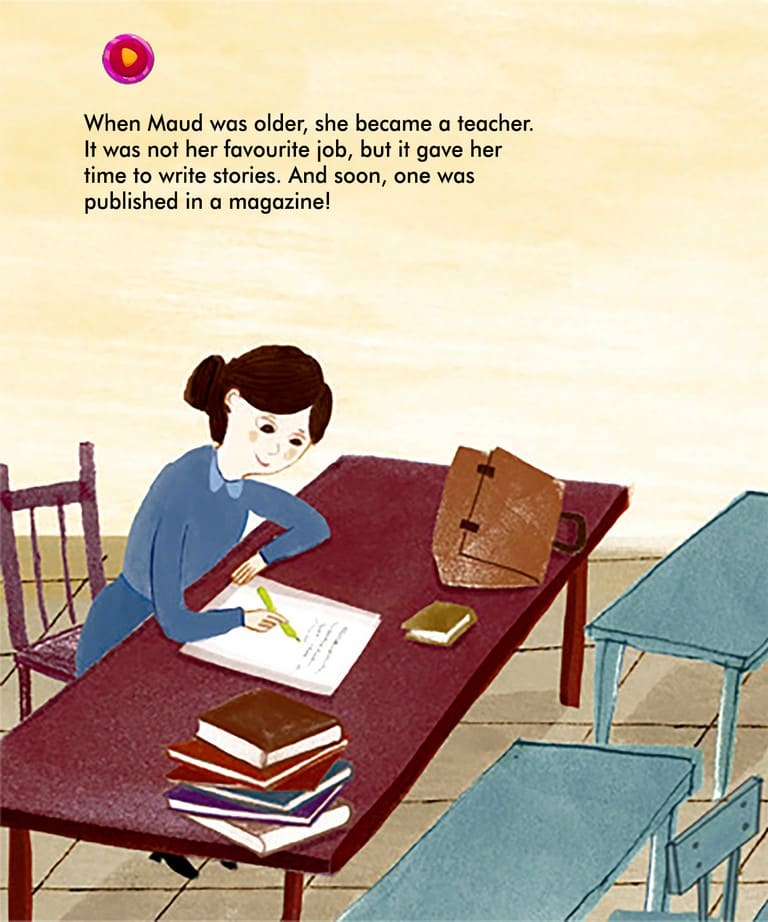 When Maud was older, she became a teacher.
It was not her favourite job, but it gave her
time to write stories. And soon, one was
published in a magazine!